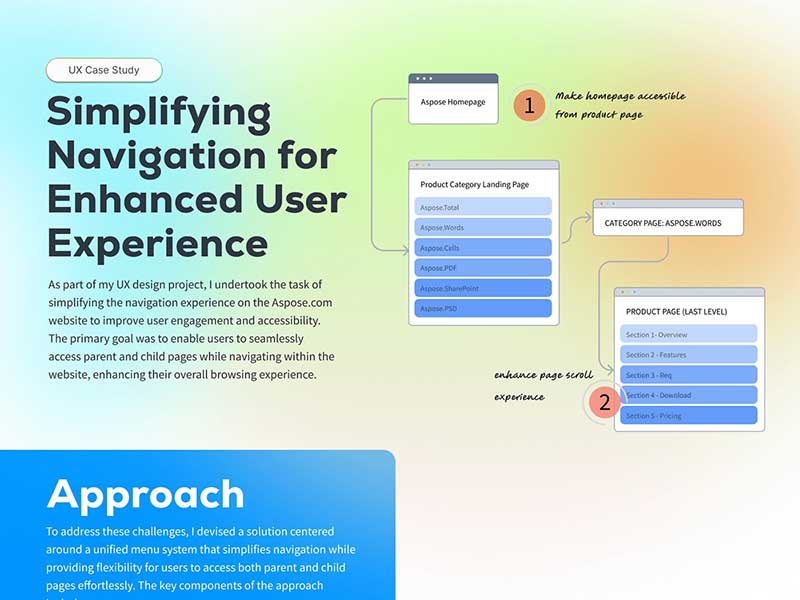 UX Case Study
Simplifying
Navigation for
Enhanced User
Experience
As part of my UX design project, I undertook the task of
simplifying the navigation experience on the Aspose.com
website to improve user engagement and accessibility.
The primary goal was to enable users to seamlessly
access parent and child pages while navigating within the
website, enhancing their overall browsing experience.
Aspose Homepage
1
Make homepage accessible
from product page
Product Category Landing Page
Aspose.Total
Aspose.Words
Aspose.Cells
Aspose.PDF
Aspose.SharePoint
Aspose.PSD
CATEGORY PAGE: ASPOSE.WORDS
PRODUCT PAGE (LAST LEVEL)
Section 1- Overview
Section 2 - Features
Section 3 - Req
Section 4 - Download
Section 5 - Pricing
enhance page scroll
experience
2
Approach
To address these challenges, I devised a solution centered
around a unified menu system that simplifies navigation while
providing flexibility for users to access both parent and child
pages effortlessly. The key components of the approach